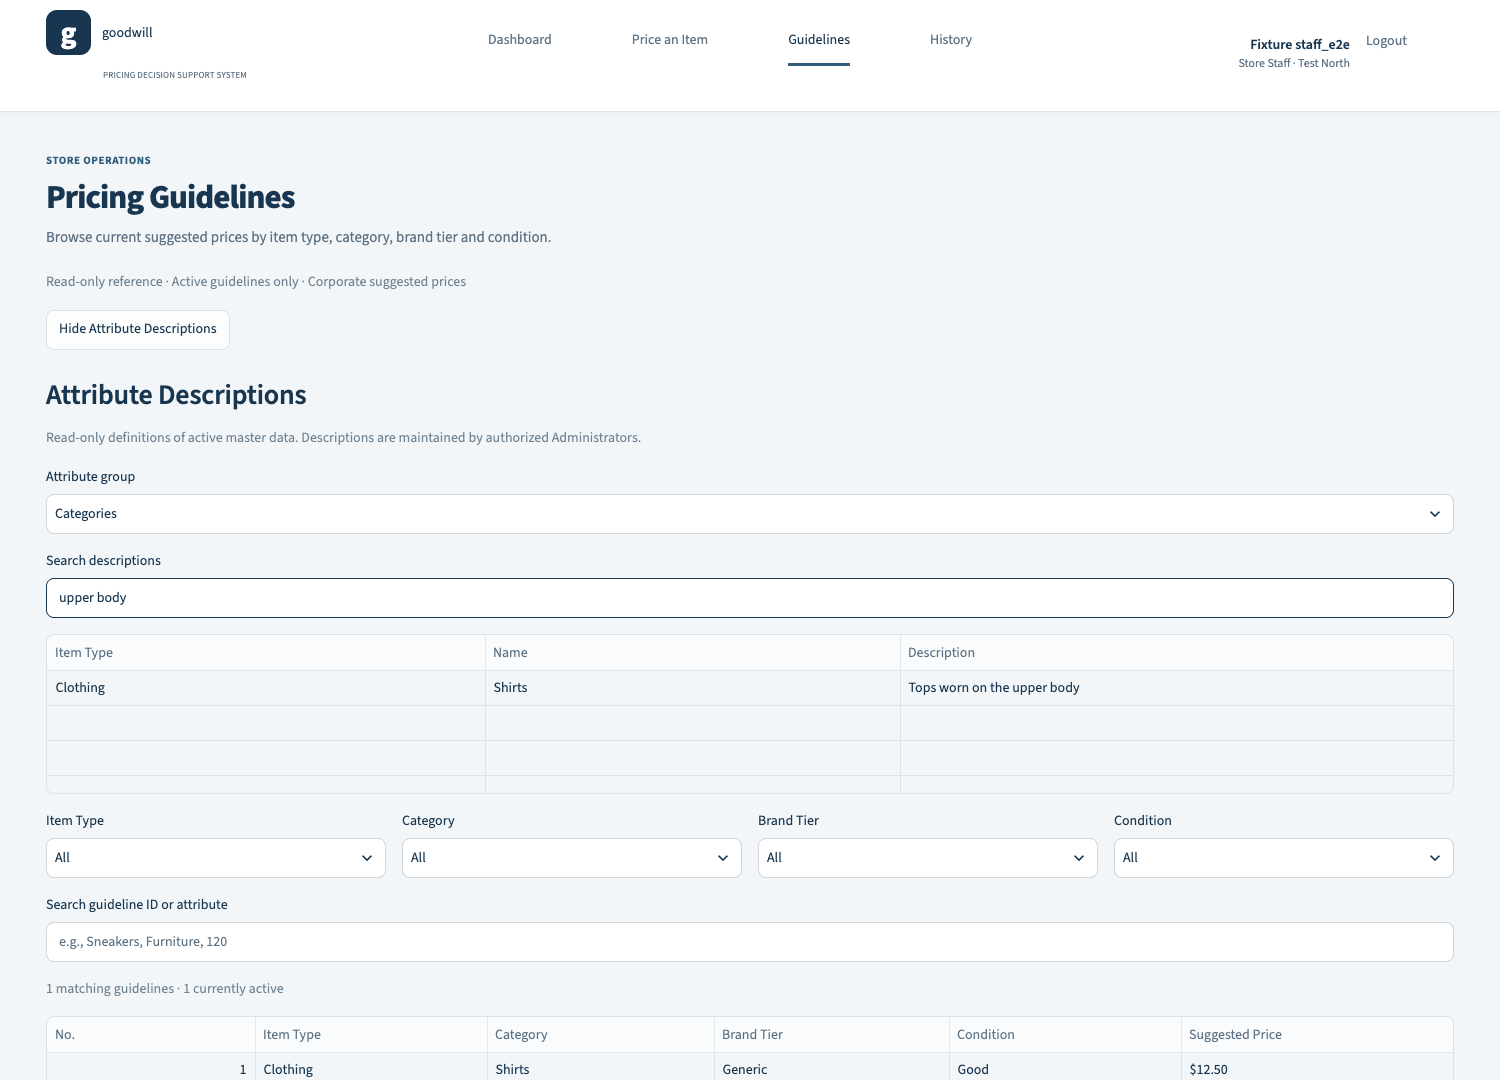 g goodwill
PRICING DECISION SUPPORT SYSTEM
Dashboard Price an Item Guidelines History
Fixture staff_e2e Logout
Store Staff · Test North
STORE OPERATIONS
Pricing Guidelines
Browse current suggested prices by item type, category, brand tier and condition.
Read-only reference · Active guidelines only · Corporate suggested prices
Hide Attribute Descriptions
Attribute Descriptions
Read-only definitions of active master data. Descriptions are maintained by authorized Administrators.
Attribute group
Categories
Search descriptions
upper body
Item Type Name Description
Clothing Shirts Tops worn on the upper body
Item Type Category Brand Tier Condition
All All All All
Search guideline ID or attribute
e.g., Sneakers, Furniture, 120
1 matching guidelines · 1 currently active
No. Item Type Category Brand Tier Condition Suggested Price
1 Clothing Shirts Generic Good $12.50